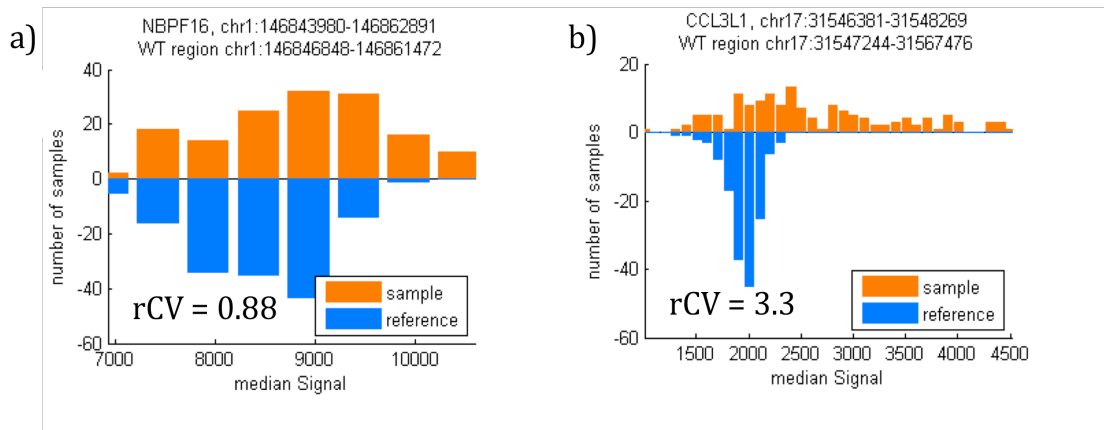 a)
NBPF16, chr1:146843980-146862891
WT region chr1:146846848-146861472
40
20
0
-20
-40
-60
number of samples
rCV = 0.88
sample
reference
7000 8000 9000 10000
median Signal
b)
CCL3L1, chr17:31546381-31548269
WT region chr17:31547244-31567476
20
0
-20
-40
-60
number of samples
rCV = 3.3
sample
reference
1500 2000 2500 3000 3500 4000 4500
median Signal